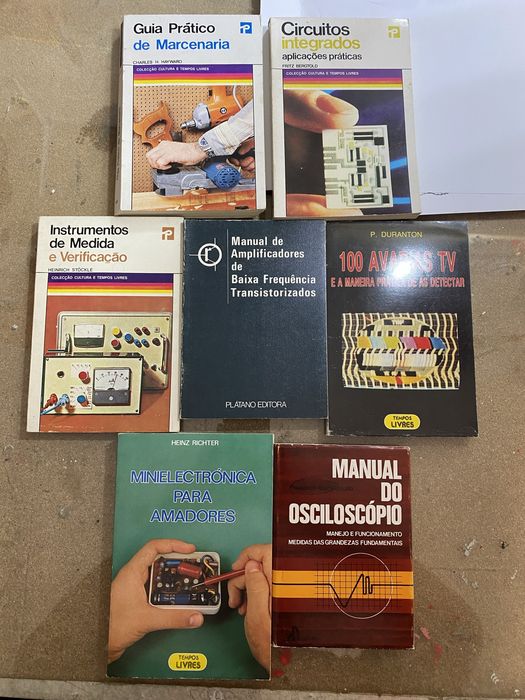 Guia Prático
de Marcenaria
CHARLES H. HAYWARD
COLECÇÃO CULTURA E TEMPOS LIVRES
Circuitos
integrados
aplicações práticas
FRITZ BERGTOLD
COLECÇÃO CULTURA E TEMPOS LIVRES
Instrumentos
de Medida
e Verificação
HEINRICH STÖCKLE
COLECÇÃO CULTURA E TEMPOS LIVRES
Manual de
Amplificadores
de
Baixa Frequência
Transistorizados
PLÁTANO EDITORA
P. DURANTON
100 AVARIAS TV
E A MANEIRA PRÁTICA DE AS DETECTAR
TEMPOS
LIVRES
HEINZ RICHTER
MINIELECTRÓNICA
PARA
AMADORES
TEMPOS
LIVRES
MANUAL
DO
OSCILOSCÓPIO
MANEJO E FUNCIONAMENTO
MEDIDAS DAS GRANDEZAS FUNDAMENTAIS